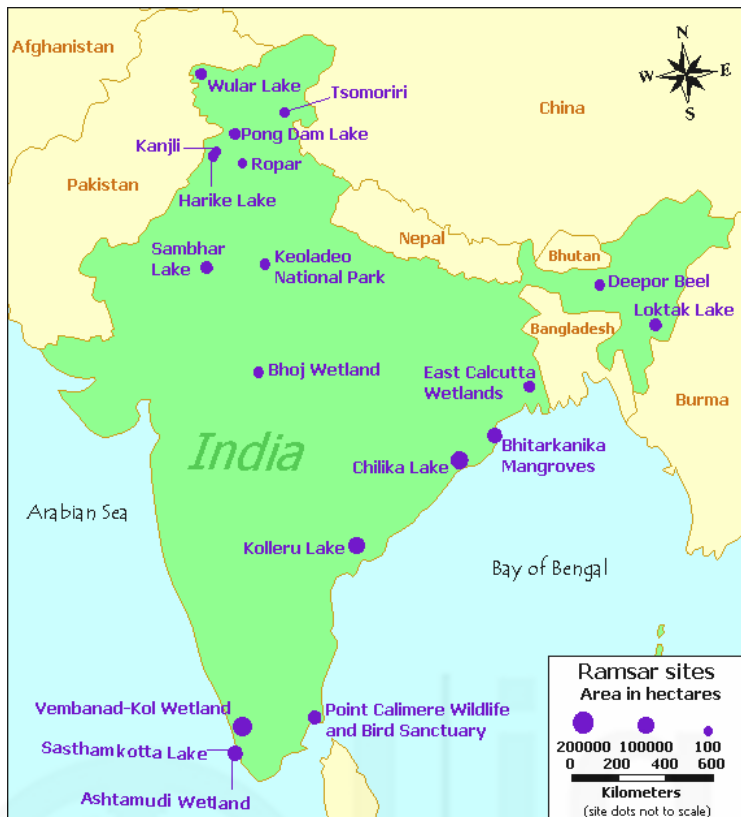 Afghanistan
N
W
E
S
Wular Lake
Tsomoriri
China
Pong Dam Lake
Kanjli
Ropar
Pakistan
Harike Lake
Nepal
Bhutan
Sambhar
Lake
Keoladeo
National Park
Deepor Beel
Loktak Lake
Bangladesh
Bhoj Wetland
East Calcutta
Wetlands
Burma
India
Bhitarkanika
Mangroves
Chilika Lake
Arabian Sea
Kolleru Lake
Bay of Bengal
Vembanad-Kol Wetland
Point Calimere Wildlife
and Bird Sanctuary
Sasthamkotta Lake
Ashtamudi Wetland
Ramsar sites
Area in hectares
200000 100000 100
0 200 400 600
Kilometers
(site dots not to scale)